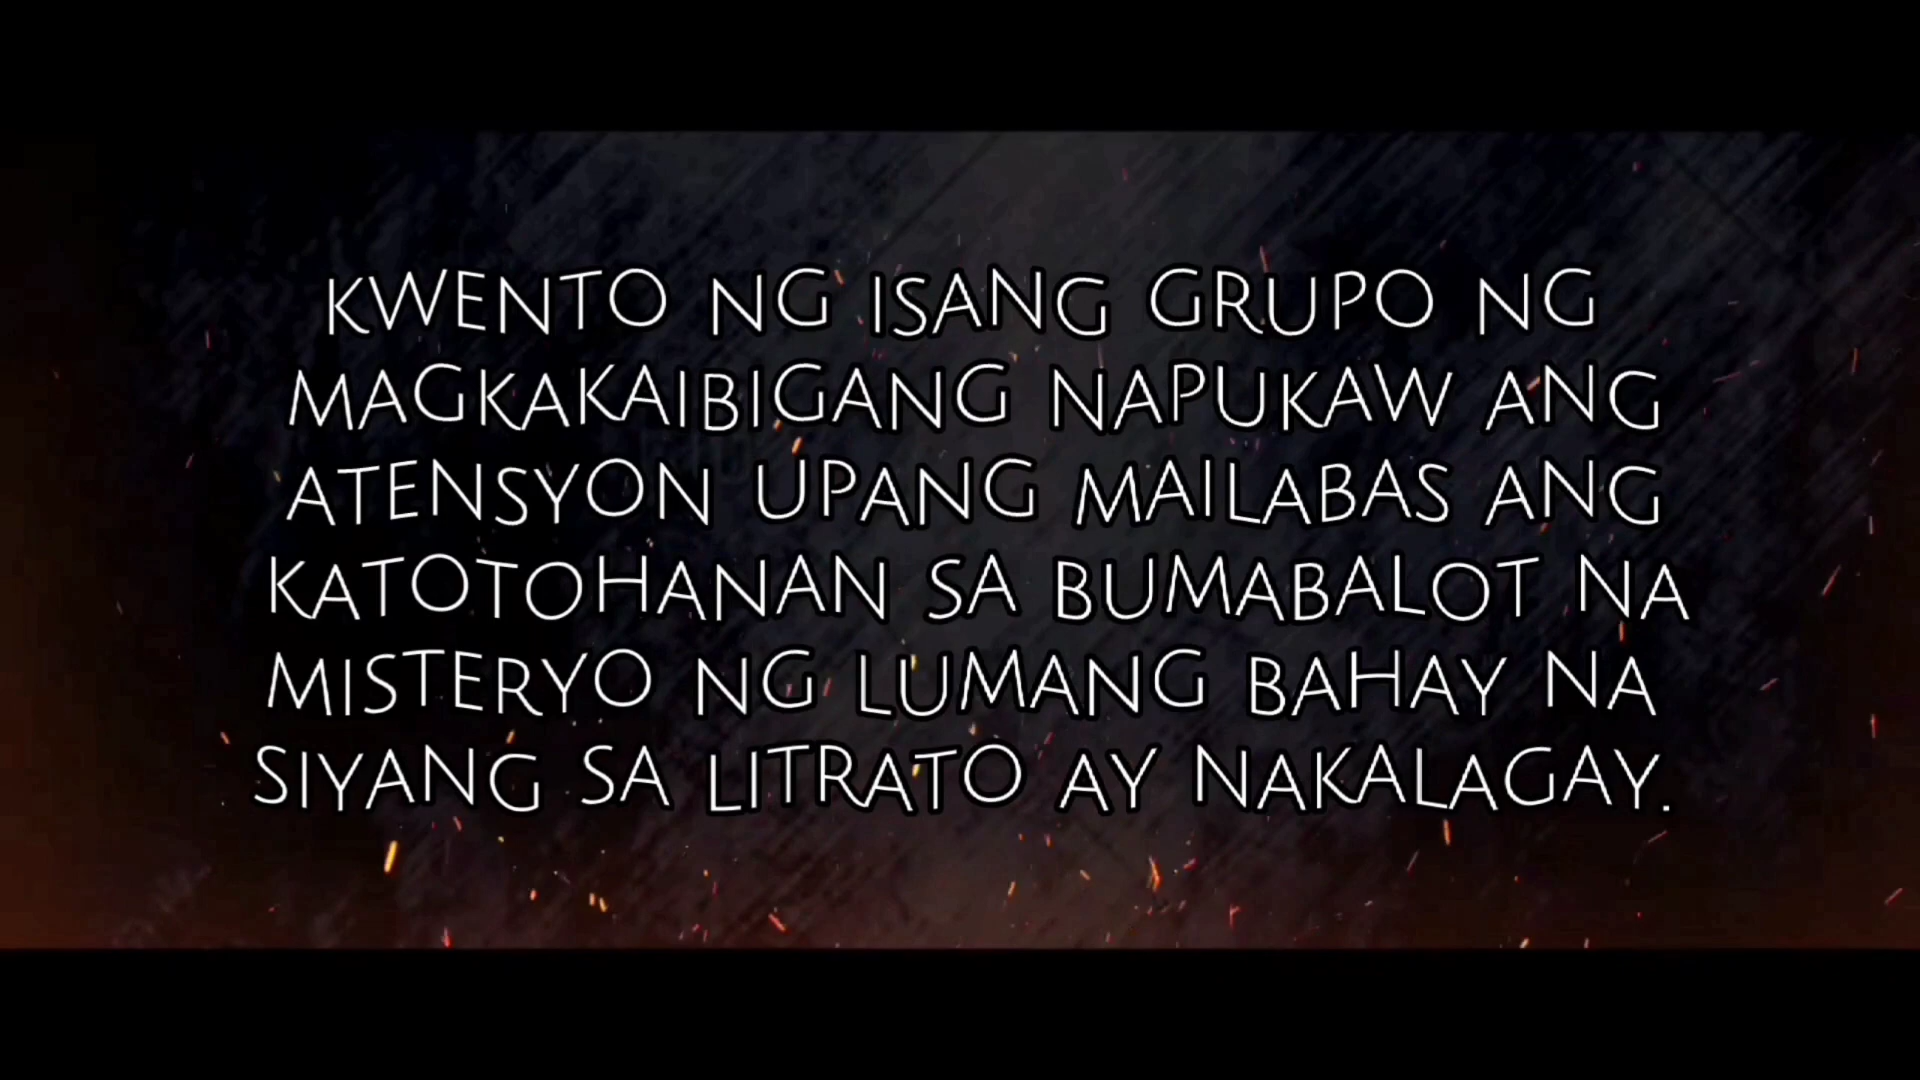 KWENTO NG ISANG GRUPO NG
MAGKAKAIBIGANG NAPUKAW ANG
ATENSYON UPANG MAILABAS ANG
KATOTOHANAN SA BUMABALOT NA
MISTERYO NG LUMANG BAHAY NA
SIYANG SA LITRATO AY NAKALAGAY.